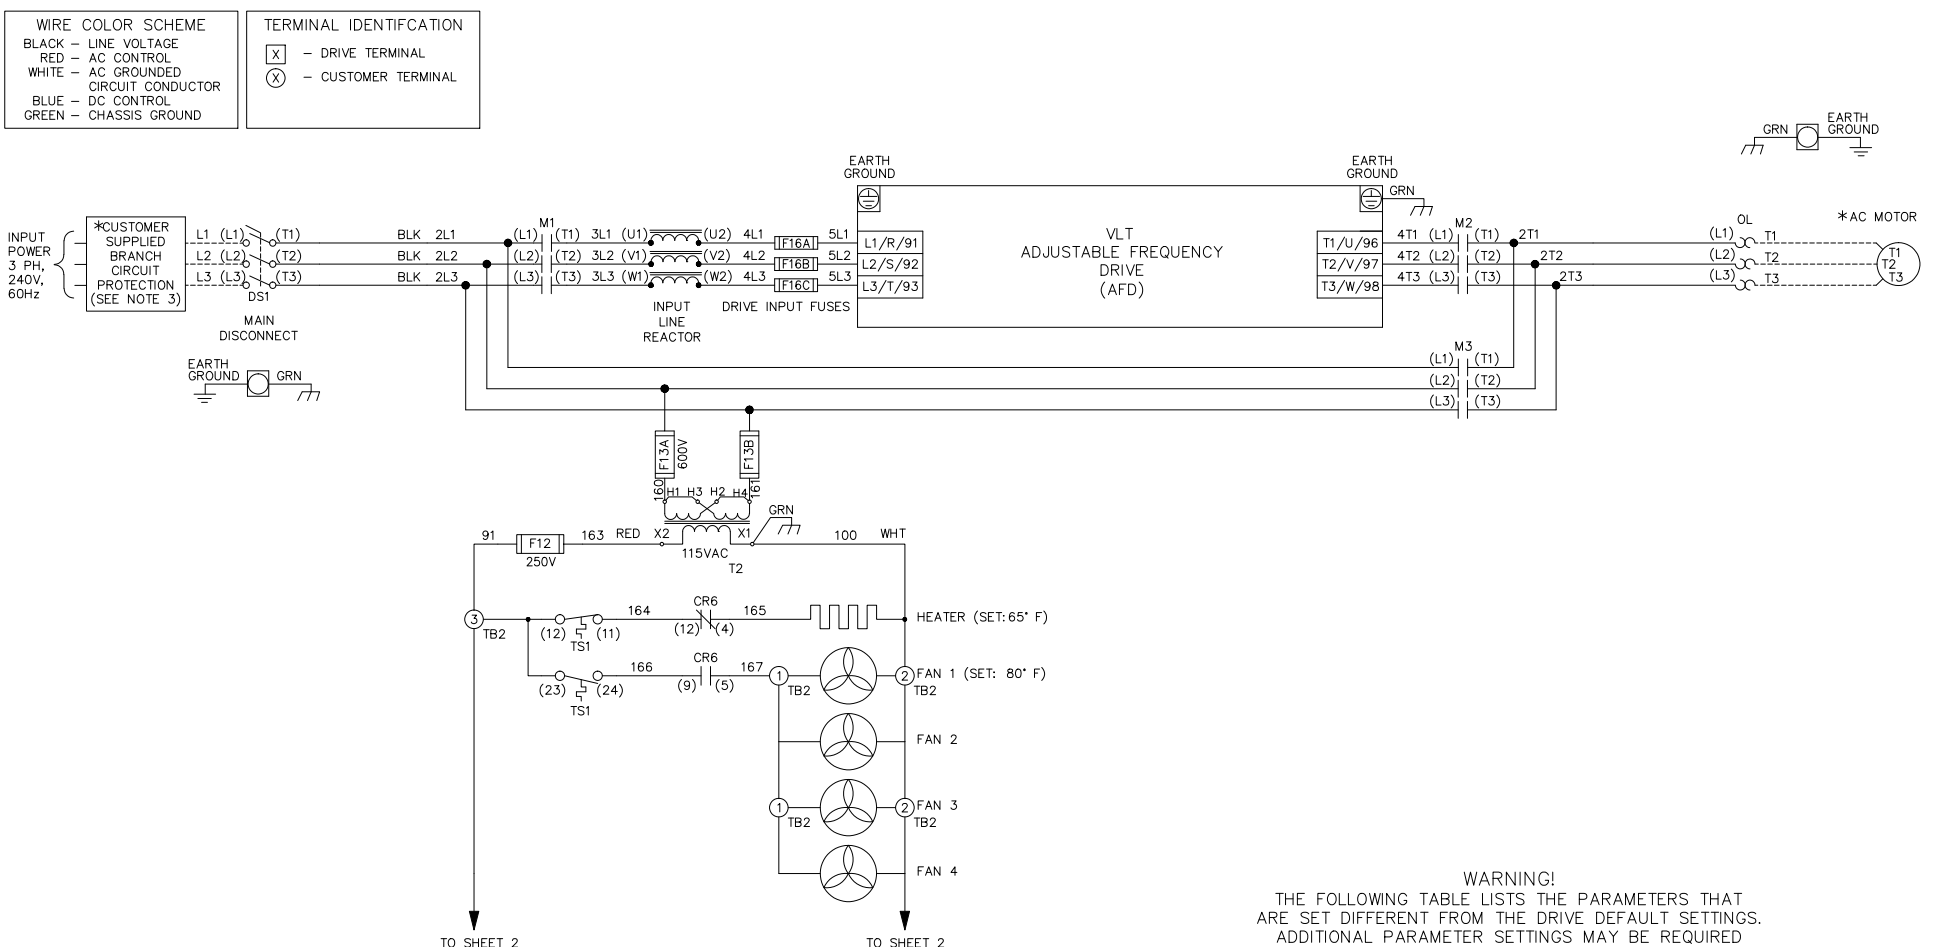 WIRE COLOR SCHEME
BLACK – LINE VOLTAGE
RED – AC CONTROL
WHITE – AC GROUNDED
CIRCUIT CONDUCTOR
BLUE – DC CONTROL
GREEN – CHASSIS GROUND
TERMINAL IDENTIFCATION
X – DRIVE TERMINAL
X – CUSTOMER TERMINAL
GRN
EARTH
GROUND
EARTH
GROUND
EARTH
GROUND
GRN
INPUT
POWER
3 PH,
240V,
60Hz
*CUSTOMER
SUPPLIED
BRANCH
CIRCUIT
PROTECTION
(SEE NOTE 3)
L1 (L1) (T1) BLK 2L1 (L1) M1 (T1) 3L1 (U1) (U2) 4L1 F16A 5L1 L1/R/91
L2 (L2) (T2) BLK 2L2 (L2) (T2) 3L2 (V1) (V2) 4L2 F16B 5L2 L2/S/92
L3 (L3) (T3) BLK 2L3 (L3) (T3) 3L3 (W1) (W2) 4L3 F16C 5L3 L3/T/93
DS1
MAIN
DISCONNECT
INPUT
LINE
REACTOR
DRIVE INPUT FUSES
VLT
ADJUSTABLE FREQUENCY
DRIVE
(AFD)
T1/U/96 4T1 (L1) M2 (T1) 2T1 (L1) OL T1
T2/V/97 4T2 (L2) (T2) 2T2 (L2) T2
T3/W/98 4T3 (L3) (T3) 2T3 (L3) T3
*AC MOTOR
T1
T2
T3
EARTH
GROUND
GRN
M3
(L1) (T1)
(L2) (T2)
(L3) (T3)
F13A
600V
F13B
160
H1 H3 H2 H4
161
GRN
91 F12 163 RED X2 X1 100 WHT
250V
115VAC
T2
3
TB2
(12) (11)
TS1
164
CR6
(12) (4)
165
HEATER (SET:65° F)
(23) (24)
TS1
166
CR6
(9) (5)
167
1
TB2
2
TB2
FAN 1 (SET: 80° F)
FAN 2
1
TB2
2
TB2
FAN 3
FAN 4
TO SHEET 2
TO SHEET 2
WARNING!
THE FOLLOWING TABLE LISTS THE PARAMETERS THAT
ARE SET DIFFERENT FROM THE DRIVE DEFAULT SETTINGS.
ADDITIONAL PARAMETER SETTINGS MAY BE REQUIRED